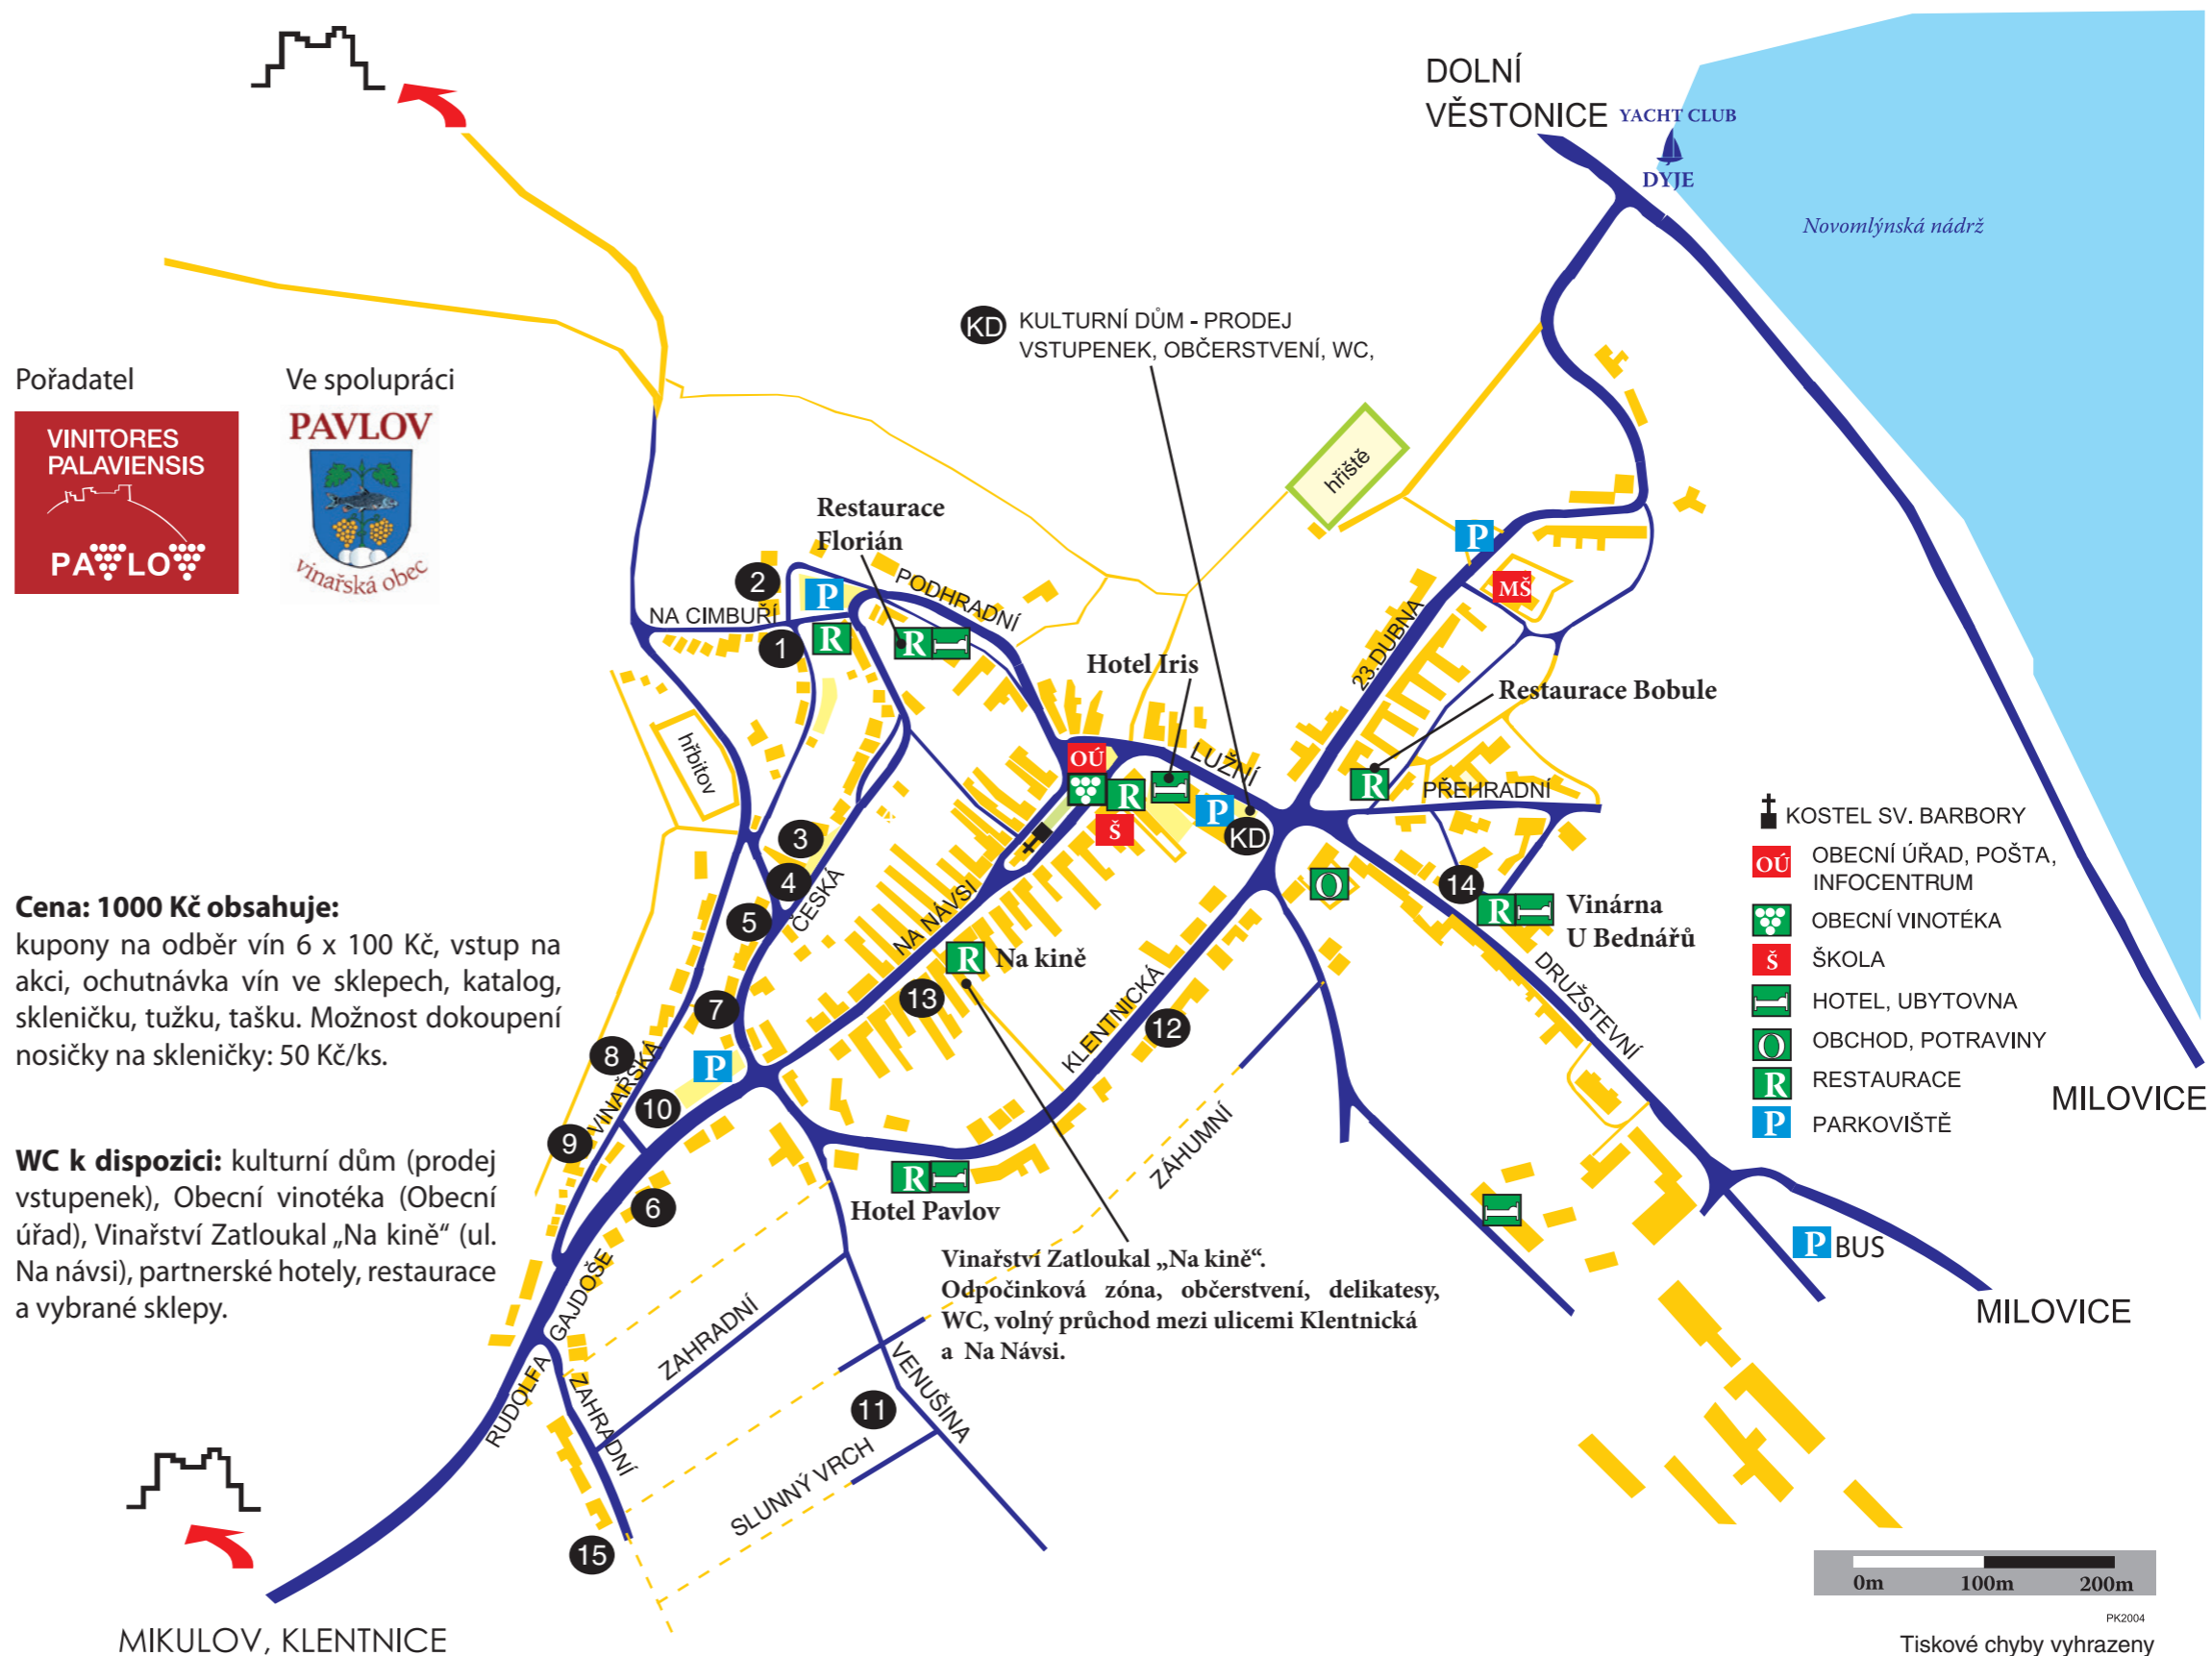 DOLNÍ
VĚSTONICE
YACHT CLUB
DYJE
Novomlýnská nádrž
KD
KULTURNÍ DŮM - PRODEJ
VSTUPENEK, OBČERSTVENÍ, WC,
Pořadatel
Ve spolupráci
VINITORES
PALAVIENSIS
PAVLOV
PAVLOV
vinařská obec
hřiště
Restaurace
Florián
P
MŠ
2
P
PODHRADNÍ
NA CIMBUŘÍ
1
R
R
23.DUBNA
Hotel Iris
Restaurace Bobule
hřbitov
OÚ
LUŽNÍ
R
R
P
PŘEHRADNÍ
Š
KD
3
4
ČESKÁ
5
NA NÁVSI
O
14
R
Vinárna
U Bednářů
R
Na kině
13
DRUŽSTEVNÍ
7
KLENTNICKÁ
12
8
VINAŘSKÁ
P
10
9
ZÁHUMNÍ
6
R
Hotel Pavlov
KOSTEL SV. BARBORY
OÚ
OBECNÍ ÚŘAD, POŠTA,
INFOCENTRUM
OBECNÍ VINOTÉKA
Š
ŠKOLA
HOTEL, UBYTOVNA
O
OBCHOD, POTRAVINY
R
RESTAURACE
P
PARKOVIŠTĚ
MILOVICE
Cena: 1000 Kč obsahuje:
kupony na odběr vín 6 x 100 Kč, vstup na
akci, ochutnávka vín ve sklepech, katalog,
skleničku, tužku, tašku. Možnost dokoupení
nosičky na skleničky: 50 Kč/ks.
WC k dispozici: kulturní dům (prodej
vstupenek), Obecní vinotéka (Obecní
úřad), Vinařství Zatloukal „Na kině“ (ul.
Na návsi), partnerské hotely, restaurace
a vybrané sklepy.
Vinařství Zatloukal „Na kině“.
Odpočinková zóna, občerstvení, delikatesy,
WC, volný průchod mezi ulicemi Klentnická
a Na Návsi.
P BUS
MILOVICE
RUDOLFA GAJDOŠE
ZAHRADNÍ
ZAHRADNÍ
VENUŠINA
11
SLUNNÝ VRCH
15
MIKULOV, KLENTNICE
0m 100m 200m
PK2004
Tiskové chyby vyhrazeny